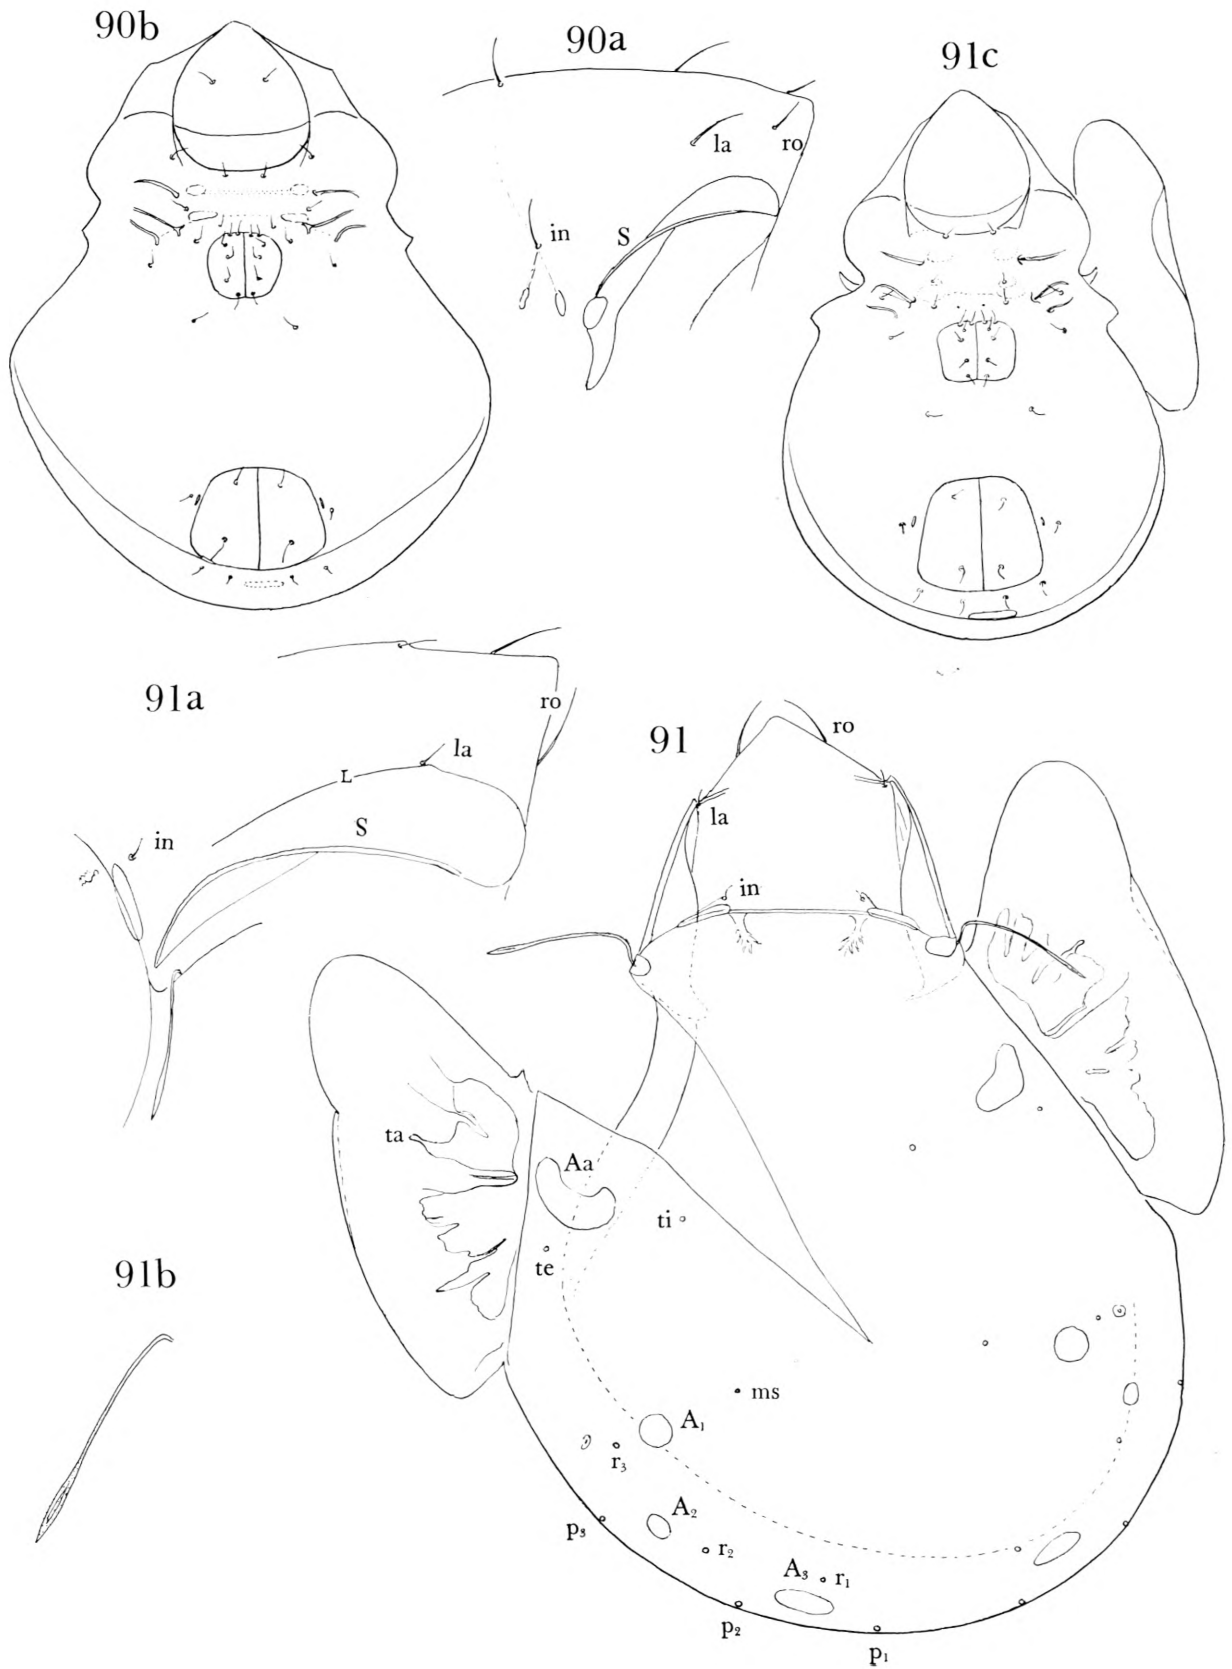 90b
90a
91c
la
ro
in
S
91a
ro
la
L
S
in
91
ro
la
in
ta
Aa
ti
te
91b
ms
A₁
r₃
A₂
p₃
r₂
A₃
r₁
p₂
p₁